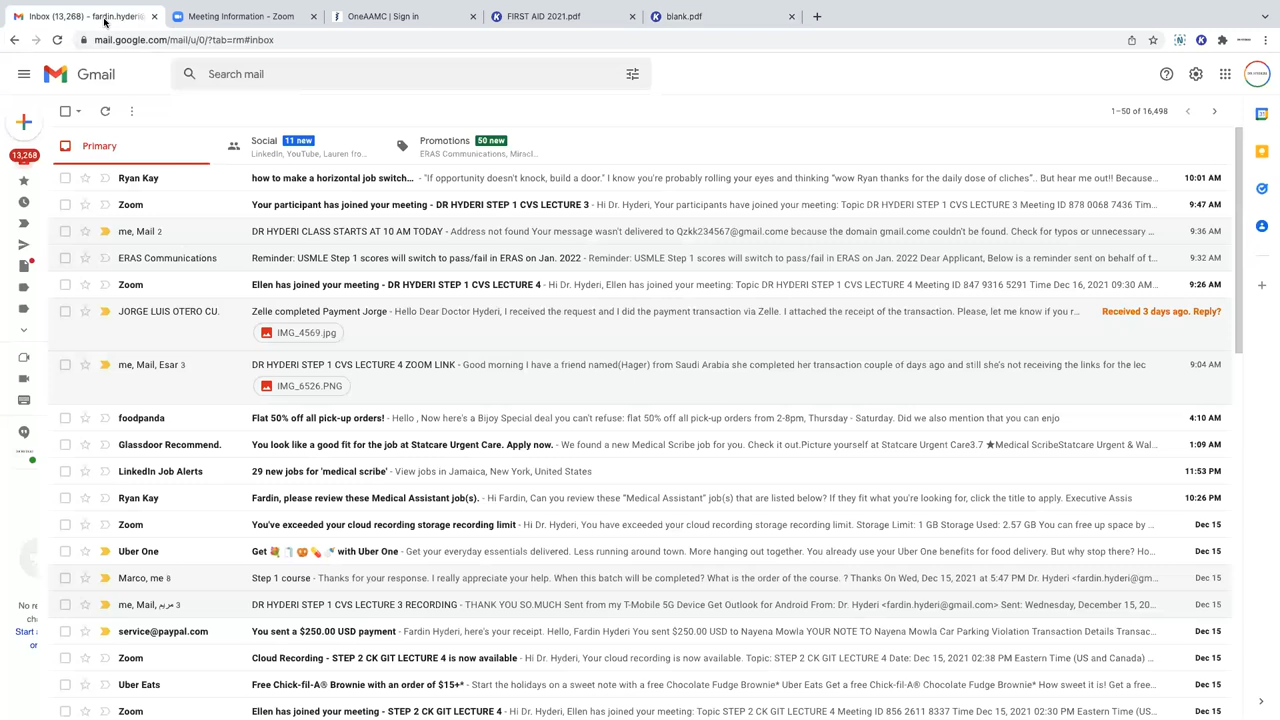 Inbox (13,268) - fardin.hyderi@
Meeting Information - Zoom
OneAAMC | Sign in
FIRST AID 2021.pdf
blank.pdf
mail.google.com/mail/u/0/?tab=rm#inbox
Gmail
Search mail
1–50 of 16,498
Primary
Social 11 new
LinkedIn, YouTube, Lauren fro...
Promotions 50 new
ERAS Communications, Miracl...
13,268
Ryan Kay how to make a horizontal job switch... - "If opportunity doesn't knock, build a door." I know you're probably rolling your eyes and thinking "wow Ryan thanks for the daily dose of cliches".. But hear me out!! Because... 10:01 AM
Zoom Your participant has joined your meeting - DR HYDERI STEP 1 CVS LECTURE 3 - Hi Dr. Hyderi, Your participants have joined your meeting: Topic DR HYDERI STEP 1 CVS LECTURE 3 Meeting ID 878 0068 7436 Tim... 9:47 AM
me, Mail 2 DR HYDERI CLASS STARTS AT 10 AM TODAY - Address not found Your message wasn't delivered to Qzkk234567@gmail.come because the domain gmail.come couldn't be found. Check for typos or unnecessary ... 9:36 AM
ERAS Communications Reminder: USMLE Step 1 scores will switch to pass/fail in ERAS on Jan. 2022 - Reminder: USMLE Step 1 scores will switch to pass/fail in ERAS on Jan. 2022 Dear Applicant, Below is a reminder sent on behalf of t... 9:32 AM
Zoom Ellen has joined your meeting - DR HYDERI STEP 1 CVS LECTURE 4 - Hi Dr. Hyderi, Ellen has joined your meeting: Topic DR HYDERI STEP 1 CVS LECTURE 4 Meeting ID 847 9316 5291 Time Dec 16, 2021 09:30 AM... 9:26 AM
JORGE LUIS OTERO CU. Zelle completed Payment Jorge - Hello Dear Doctor Hyderi, I received the request and I did the payment transaction via Zelle. I attached the receipt of the transaction. Please, let me know if you r... Received 3 days ago. Reply?
IMG_4569.jpg
me, Mail, Esar 3 DR HYDERI STEP 1 CVS LECTURE 4 ZOOM LINK - Good morning I have a friend named(Hager) from Saudi Arabia she completed her transaction couple of days ago and still she's not receiving the links for the lec 9:04 AM
IMG_6526.PNG
foodpanda Flat 50% off all pick-up orders! - Hello , Now here's a Bijoy Special deal you can't refuse: flat 50% off all pick-up orders from 2-8pm, Thursday - Saturday. Did we also mention that you can enjo 4:10 AM
Glassdoor Recommend. You look like a good fit for the job at Statcare Urgent Care. Apply now. - We found a new Medical Scribe job for you. Check it out.Picture yourself at Statcare Urgent Care3.7 ★Medical ScribeStatcare Urgent & Wal... 1:09 AM
LinkedIn Job Alerts 29 new jobs for 'medical scribe' - View jobs in Jamaica, New York, United States 11:53 PM
Ryan Kay Fardin, please review these Medical Assistant job(s). - Hi Fardin, Can you review these "Medical Assistant" job(s) that are listed below? If they fit what you're looking for, click the title to apply. Executive Assis 10:26 PM
Zoom You've exceeded your cloud recording storage recording limit - Hi Dr. Hyderi, You have exceeded your cloud recording storage recording limit. Storage Limit: 1 GB Storage Used: 2.57 GB You can free up space by ... Dec 15
Uber One Get with Uber One - Get your everyday essentials delivered. Less running around town. More hanging out together. You already use your Uber One benefits for food delivery. But why stop there? Ho... Dec 15
Marco, me 8 Step 1 course - Thanks for your response. I really appreciate your help. When this batch will be completed? What is the order of the course. ? Thanks On Wed, Dec 15, 2021 at 5:47 PM Dr. Hyderi <fardin.hyderi@gm... Dec 15
me, Mail, مريم 3 DR HYDERI STEP 1 CVS LECTURE 3 RECORDING - THANK YOU SO.MUCH Sent from my T-Mobile 5G Device Get Outlook for Android From: Dr. Hyderi <fardin.hyderi@gmail.com> Sent: Wednesday, December 15, 20... Dec 15
service@paypal.com You sent a $250.00 USD payment - Fardin Hyderi, here's your receipt. Hello, Fardin Hyderi You sent $250.00 USD to Nayena Mowla YOUR NOTE TO Nayena Mowla Car Parking Violation Transaction Details Transac... Dec 15
Zoom Cloud Recording - STEP 2 CK GIT LECTURE 4 is now available - Hi Dr. Hyderi, Your cloud recording is now available. Topic: STEP 2 CK GIT LECTURE 4 Date: Dec 15, 2021 02:38 PM Eastern Time (US and Canada) ... Dec 15
Uber Eats Free Chick-fil-A® Brownie with an order of $15+* - Start the holidays on a sweet note with a free Chocolate Fudge Brownie* Uber Eats Get a free Chick-fil-A® Chocolate Fudge Brownie* How sweet it is! Get a free... Dec 15
Zoom Ellen has joined your meeting - STEP 2 CK GIT LECTURE 4 - Hi Dr. Hyderi, Ellen has joined your meeting: Topic STEP 2 CK GIT LECTURE 4 Meeting ID 856 2611 8337 Time Dec 15, 2021 02:30 PM Eastern Time (US and Canada)... Dec 15
No re
Start
or